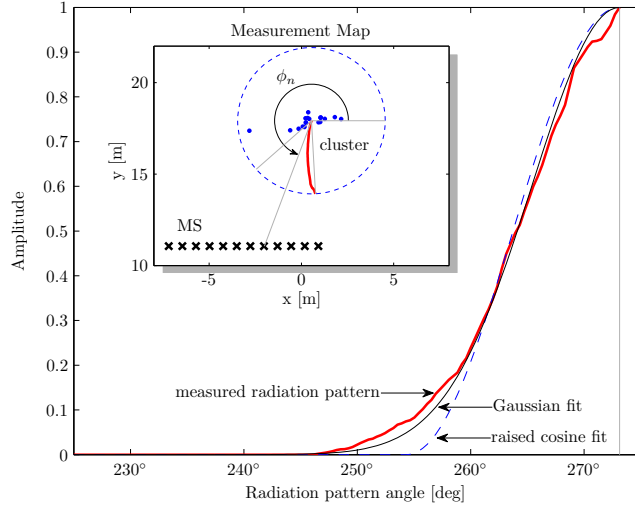 Measurement Map
1
0.9
0.8
0.7
0.6
0.5
0.4
0.3
0.2
0.1
0
Amplitude
20
15
10
y [m]
ϕn
cluster
MS
-5
0
5
x [m]
measured radiation pattern
Gaussian fit
raised cosine fit
230°
240°
250°
260°
270°
Radiation pattern angle [deg]